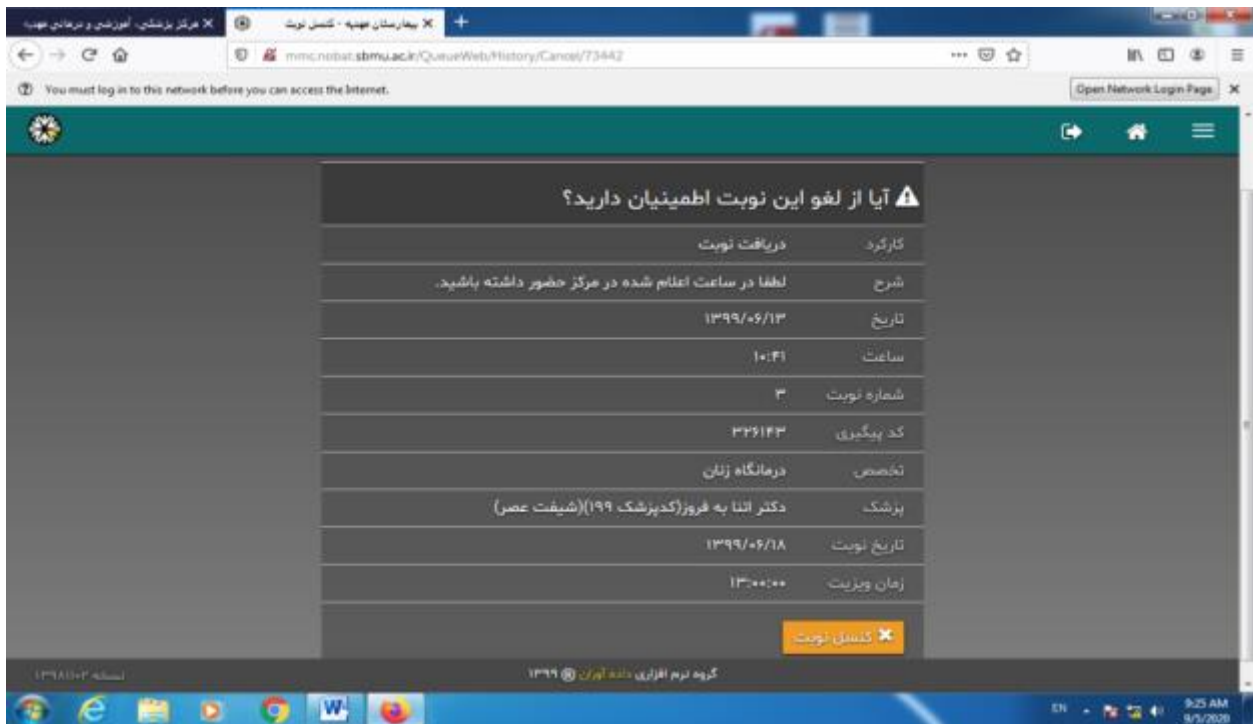 مرکز پزشکی، آموزشی و درمانی مهدیه
بیمارستان مهدیه - کنسل نوبت
mmc.nobat.sbmu.ac.ir/QueueWeb/History/Cancel/73442
You must log in to this network before you can access the Internet.
Open Network Login Page
آیا از لغو این نوبت اطمینیان دارید؟
کارکرد دریافت نوبت
شرح لطفا در ساعت اعلام شده در مرکز حضور داشته باشید.
تاریخ ۱۳۹۹/۰۶/۱۳
ساعت ۱۰:۴۱
شماره نوبت ۳
کد پیگیری ۳۲۶۱۴۳
تخصص درمانگاه زنان
پزشک دکتر اتنا به فروز(کدپزشک ۱۹۹)(شیفت عصر)
تاریخ نوبت ۱۳۹۹/۰۶/۱۸
زمان ویزیت ۱۳:۰۰:۰۰
کنسل نوبت
گروه نرم افزاری داده آوران ® ۱۳۹۹
نسخه ۱۳۹۸۱۱۰۲
EN
9:25 AM
9/5/2020